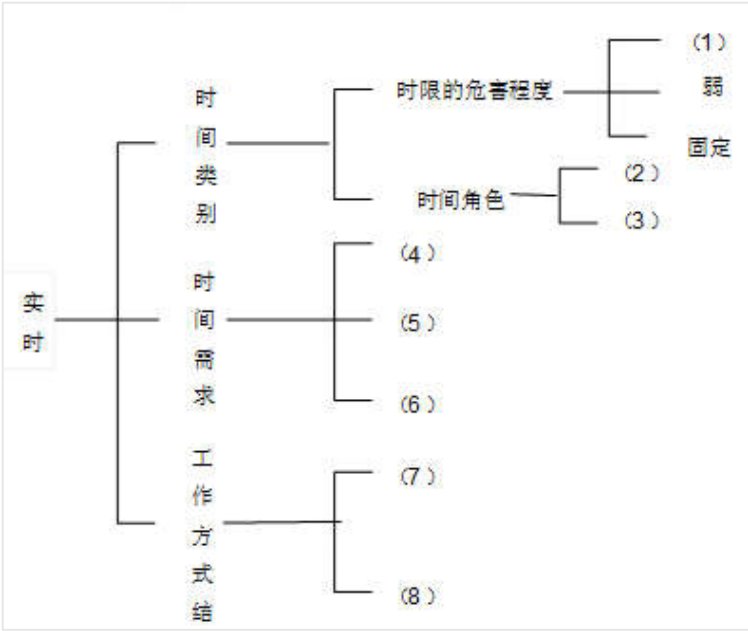 实时
时间类别
时限的危害程度
(1)
弱
固定
时间角色
(2)
(3)
时间需求
(4)
(5)
(6)
工作方式结
(7)
(8)